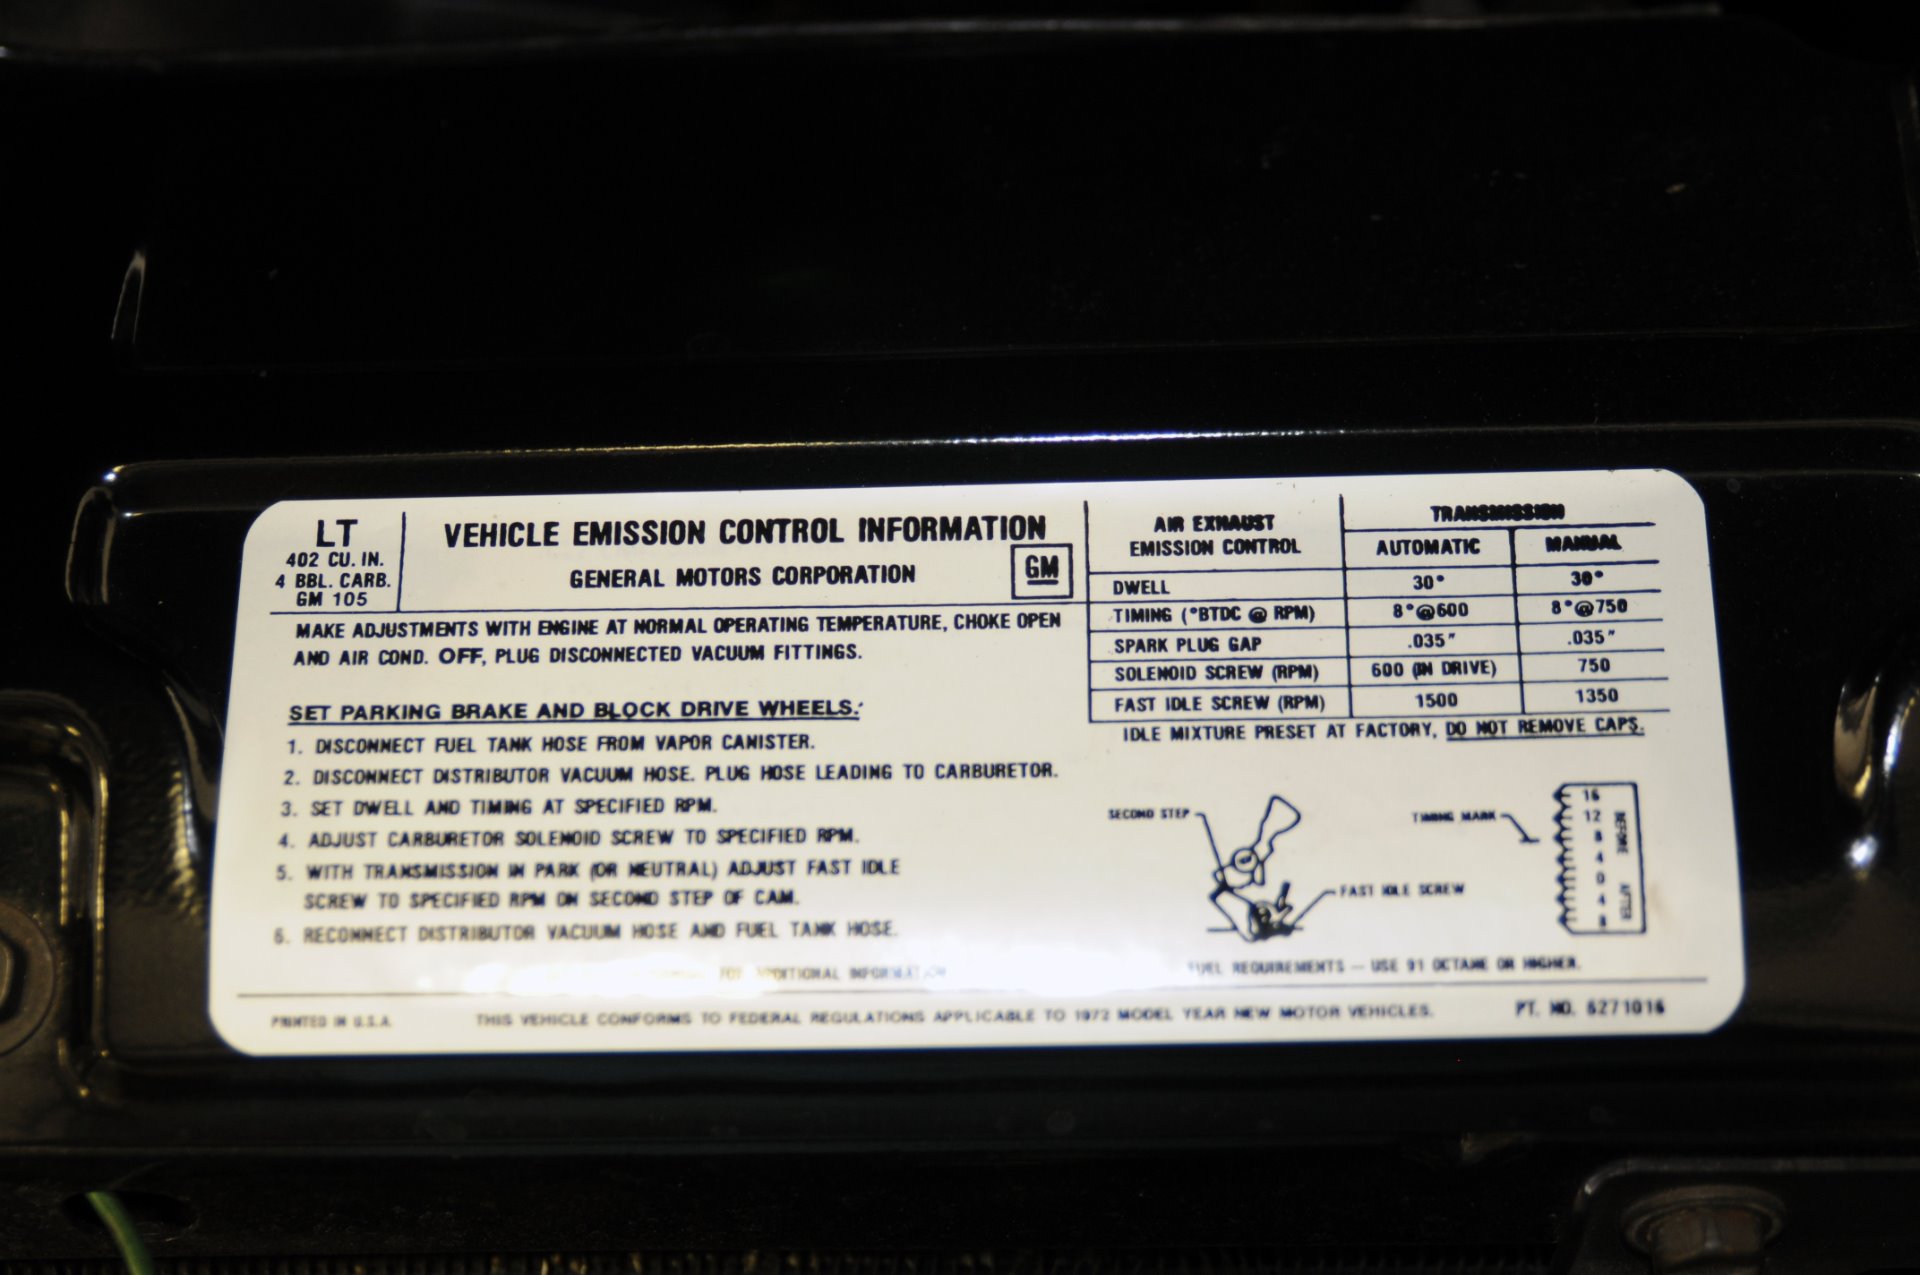 LT
402 CU. IN.
4 BBL. CARB.
GM 105
VEHICLE EMISSION CONTROL INFORMATION
GENERAL MOTORS CORPORATION
GM
MAKE ADJUSTMENTS WITH ENGINE AT NORMAL OPERATING TEMPERATURE, CHOKE OPEN
AND AIR COND. OFF, PLUG DISCONNECTED VACUUM FITTINGS.
SET PARKING BRAKE AND BLOCK DRIVE WHEELS.
1. DISCONNECT FUEL TANK HOSE FROM VAPOR CANISTER.
2. DISCONNECT DISTRIBUTOR VACUUM HOSE. PLUG HOSE LEADING TO CARBURETOR.
3. SET DWELL AND TIMING AT SPECIFIED RPM.
4. ADJUST CARBURETOR SOLENOID SCREW TO SPECIFIED RPM.
5. WITH TRANSMISSION IN PARK (OR NEUTRAL) ADJUST FAST IDLE
SCREW TO SPECIFIED RPM ON SECOND STEP OF CAM.
6. RECONNECT DISTRIBUTOR VACUUM HOSE AND FUEL TANK HOSE.
FOR ADDITIONAL INFORMATION
AIR EXHAUST
EMISSION CONTROL
TRANSMISSION
AUTOMATIC MANUAL
DWELL 30° 30°
TIMING (°BTDC @ RPM) 8°@600 8°@750
SPARK PLUG GAP .035" .035"
SOLENOID SCREW (RPM) 600 (IN DRIVE) 750
FAST IDLE SCREW (RPM) 1500 1350
IDLE MIXTURE PRESET AT FACTORY, DO NOT REMOVE CAPS.
SECOND STEP
FAST IDLE SCREW
TIMING MARK
16
12
8
4
0
4
8
BEFORE
AFTER
FUEL REQUIREMENTS — USE 91 OCTANE OR HIGHER.
PRINTED IN U.S.A.
THIS VEHICLE CONFORMS TO FEDERAL REGULATIONS APPLICABLE TO 1972 MODEL YEAR NEW MOTOR VEHICLES.
PT. NO. 6271016